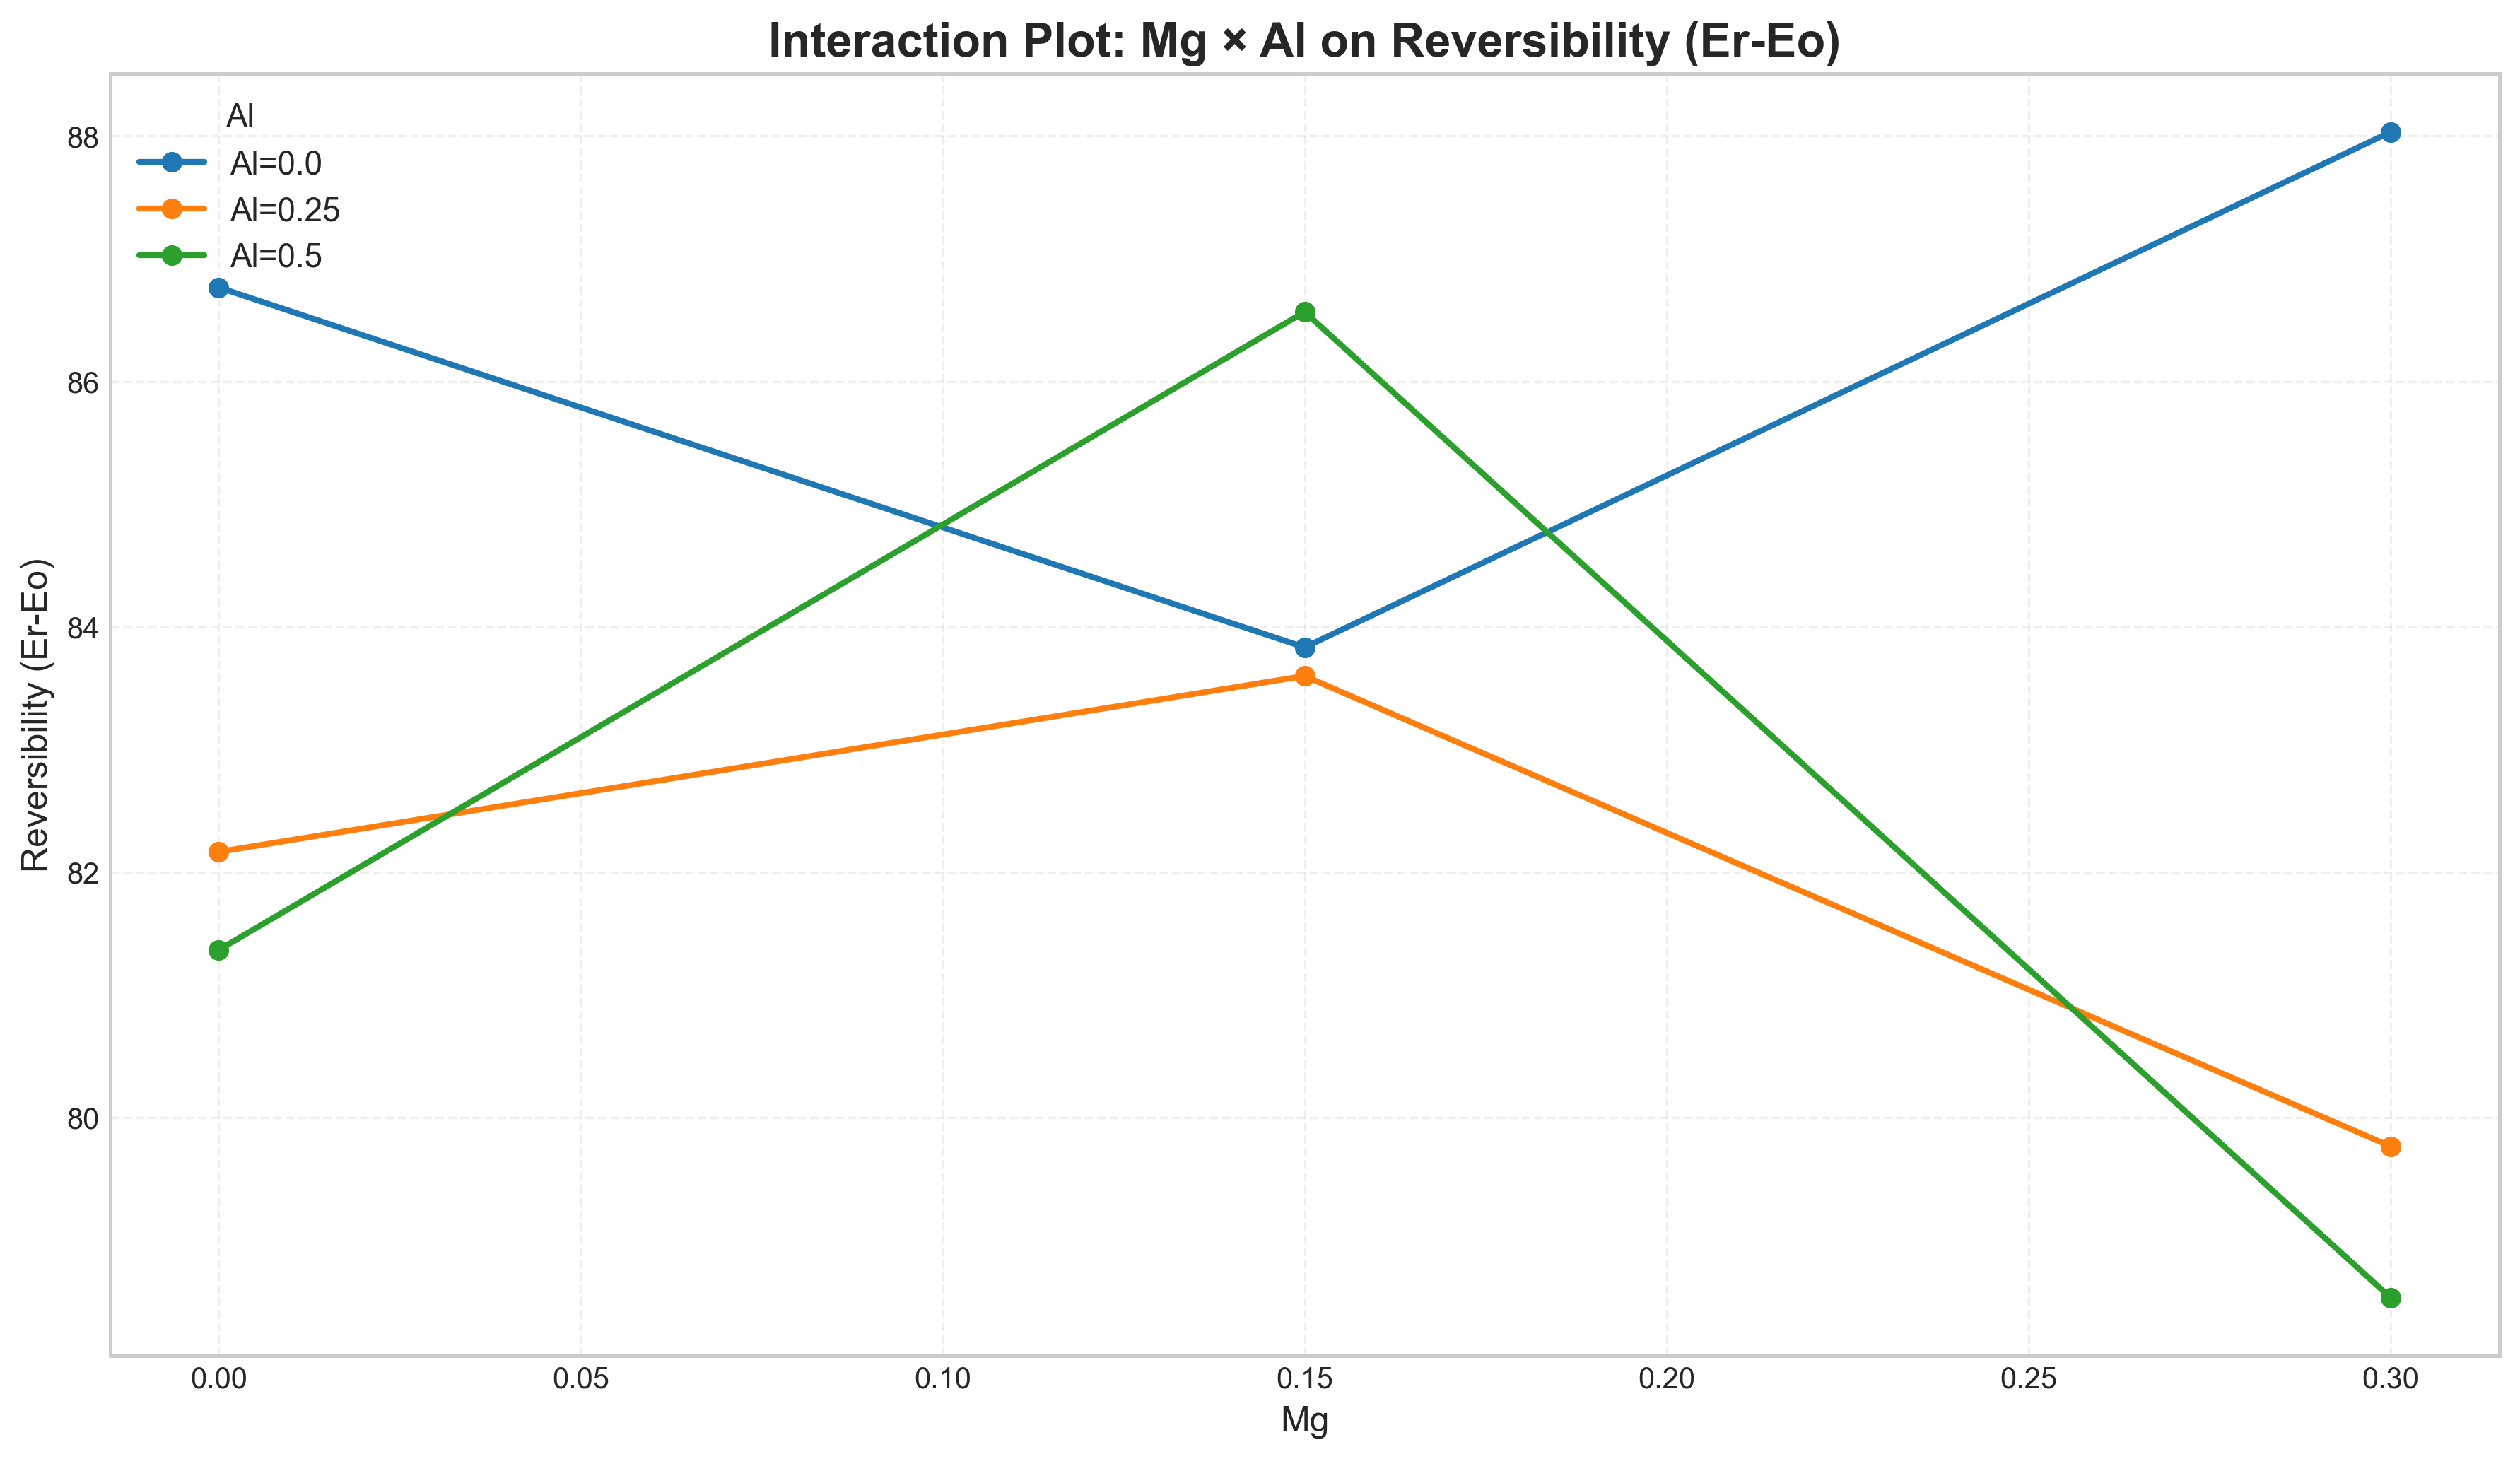 Interaction Plot: Mg × Al on Reversibility (Er-Eo)
Al
Al=0.0
Al=0.25
Al=0.5
Reversibility (Er-Eo)
88
86
84
82
80
0.00 0.05 0.10 0.15 0.20 0.25 0.30
Mg